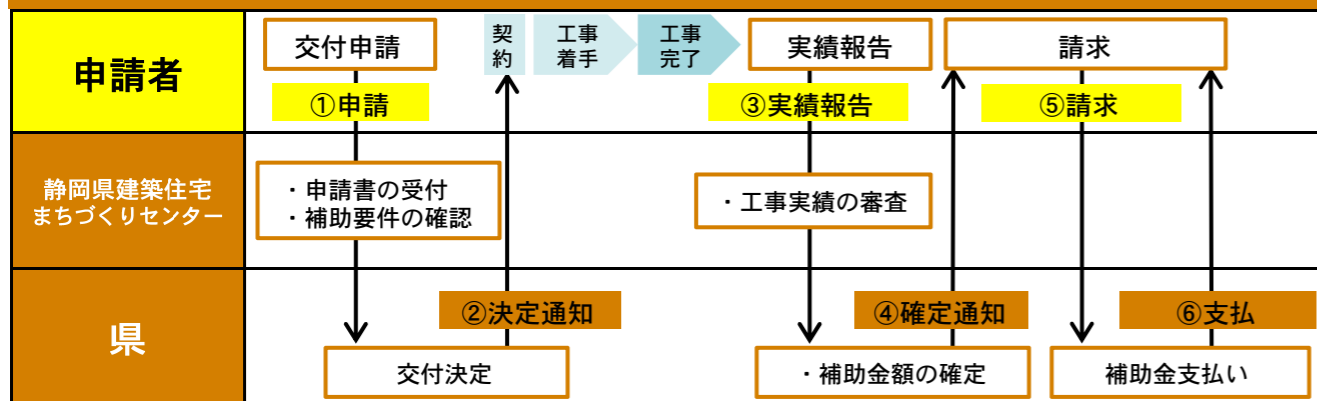 申請者
交付申請
契
約
工事
着手
工事
完了
実績報告
請求
①申請
③実績報告
⑤請求
静岡県建築住宅
まちづくりセンター
・申請書の受付
・補助要件の確認
・工事実績の審査
県
②決定通知
④確定通知
⑥支払
交付決定
・補助金額の確定
補助金支払い